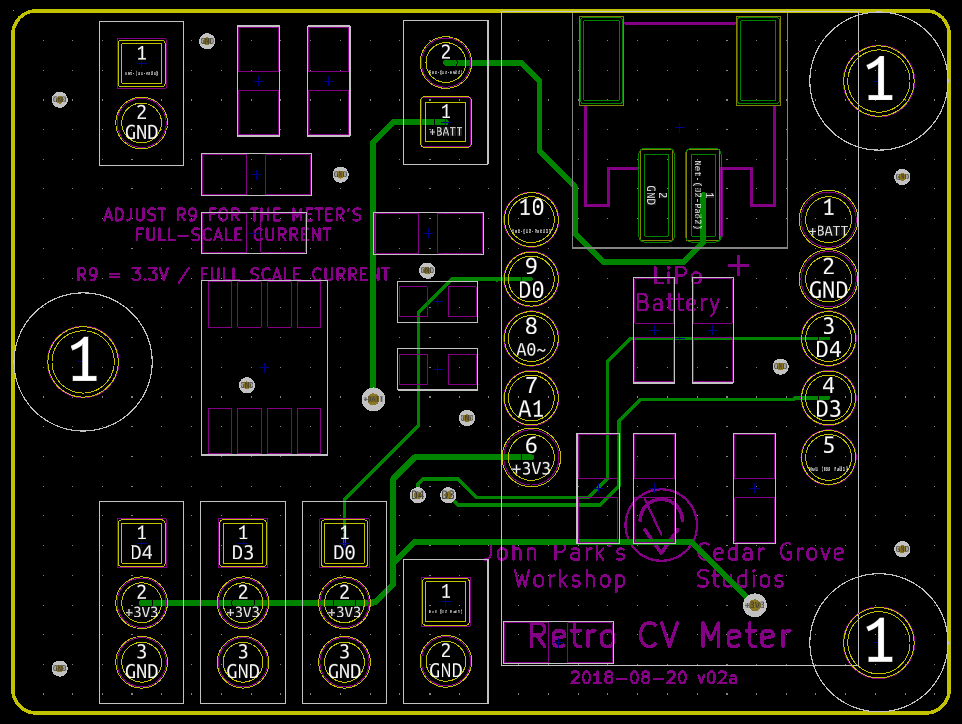 1
2
GND
2
1
+BATT
1
2
GND
1
10
1
+BATT
ADJUST R9 FOR THE METER'S
FULL-SCALE CURRENT
9
D0
2
GND
R9 = 3.3V / FULL SCALE CURRENT
+
LiPo
Battery
8
A0~
3
D4
1
7
A1
4
D3
+BATT
6
+3V3
5
1
D4
1
D3
1
D0
John Park's
Workshop
Cedar Grove
Studios
2
+3V3
2
+3V3
2
+3V3
1
+3V3
3
GND
3
GND
3
GND
2
GND
Retro CV Meter
1
2018-08-20 v02a